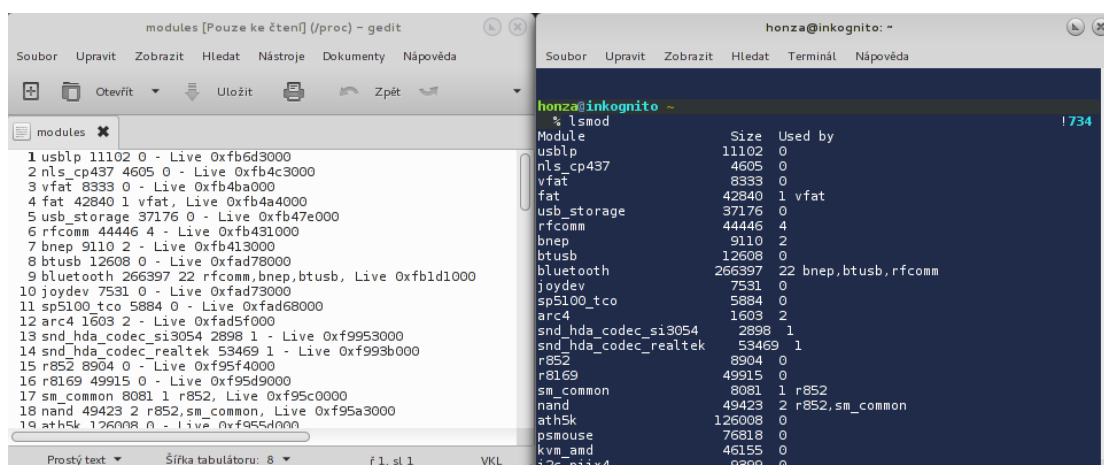 modules [Pouze ke čtení] (/proc) - gedit
Soubor Upravit Zobrazit Hledat Nástroje Dokumenty Nápověda
Otevřít Uložit Zpět
modules
1 usblp 11102 0 - Live 0xfb6d3000
2 nls_cp437 4605 0 - Live 0xfb4c3000
3 vfat 8333 0 - Live 0xfb4ba000
4 fat 42840 1 vfat, Live 0xfb4a4000
5 usb_storage 37176 0 - Live 0xfb47e000
6 rfcomm 44446 4 - Live 0xfb431000
7 bnep 9110 2 - Live 0xfb413000
8 btusb 12608 0 - Live 0xfad78000
9 bluetooth 266397 22 rfcomm,bnep,btusb, Live 0xfb1d1000
10 joydev 7531 0 - Live 0xfad73000
11 sp5100_tco 5884 0 - Live 0xfad68000
12 arc4 1603 2 - Live 0xfad5f000
13 snd_hda_codec_si3054 2898 1 - Live 0xf9953000
14 snd_hda_codec_realtek 53469 1 - Live 0xf993b000
15 r852 8904 0 - Live 0xf95f4000
16 r8169 49915 0 - Live 0xf95d9000
17 sm_common 8081 1 r852, Live 0xf95c0000
18 nand 49423 2 r852,sm_common, Live 0xf95a3000
19 ath5k 126008 0 - Live 0xf955d000
Prostý text Šířka tabulátoru: 8 ř 1, sl 1 VKL
honza@inkognito: ~
Soubor Upravit Zobrazit Hledat Terminál Nápověda
honza@inkognito ~
% lsmod !734
Module Size Used by
usblp 11102 0
nls_cp437 4605 0
vfat 8333 0
fat 42840 1 vfat
usb_storage 37176 0
rfcomm 44446 4
bnep 9110 2
btusb 12608 0
bluetooth 266397 22 bnep,btusb,rfcomm
joydev 7531 0
sp5100_tco 5884 0
arc4 1603 2
snd_hda_codec_si3054 2898 1
snd_hda_codec_realtek 53469 1
r852 8904 0
r8169 49915 0
sm_common 8081 1 r852
nand 49423 2 r852,sm_common
ath5k 126008 0
psmouse 76818 0
kvm_amd 46155 0
i2c_piix4 9399 0